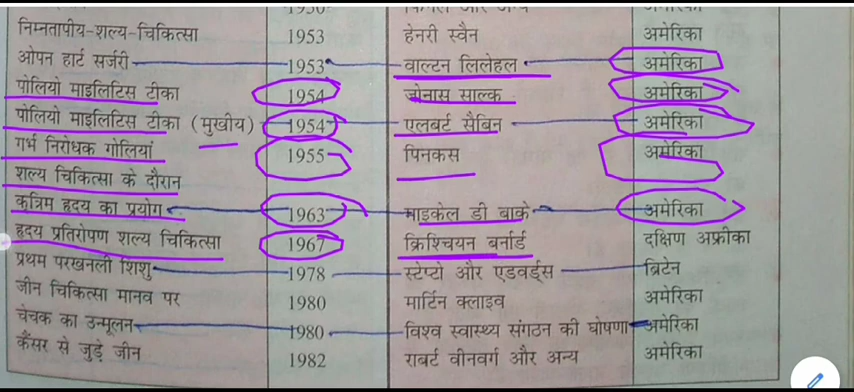 निम्नतापीय-शल्य-चिकित्सा 1953 हेनरी स्वैन अमेरिका
ओपन हार्ट सर्जरी 1953 वाल्टन लिलेहल अमेरिका
पोलियो माइलिटिस टीका 1954 जोनास साल्क अमेरिका
पोलियो माइलिटिस टीका (मुखीय) 1954 एलबर्ट सैबिन अमेरिका
गर्भ निरोधक गोलियां 1955 पिनकस अमेरिका
शल्य चिकित्सा के दौरान
कृत्रिम हृदय का प्रयोग 1963 माइकेल डी बाके अमेरिका
हृदय प्रतिरोपण शल्य चिकित्सा 1967 क्रिश्चियन बर्नार्ड दक्षिण अफ्रीका
प्रथम परखनली शिशु 1978 स्टेप्टो और एडवर्ड्स ब्रिटेन
जीन चिकित्सा मानव पर 1980 मार्टिन क्लाइव अमेरिका
चेचक का उन्मूलन 1980 विश्व स्वास्थ्य संगठन की घोषणा अमेरिका
कैंसर से जुड़े जीन 1982 राबर्ट वीनवर्ग और अन्य अमेरिका